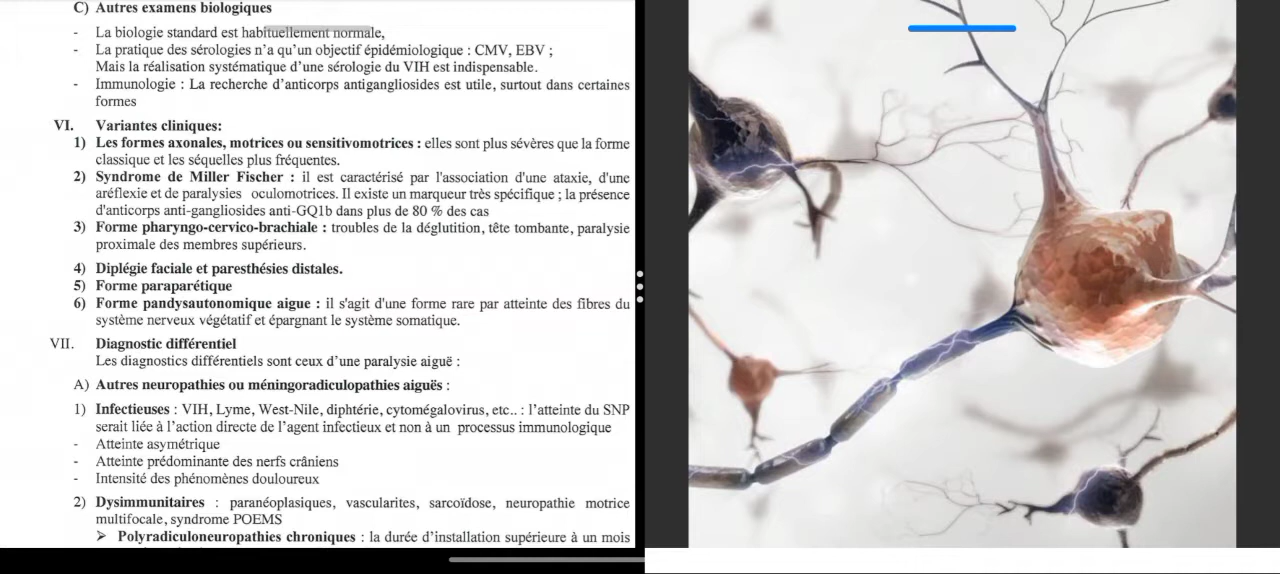 C) Autres examens biologiques
- La biologie standard est habituellement normale,
- La pratique des sérologies n’a qu’un objectif épidémiologique : CMV, EBV ;
Mais la réalisation systématique d’une sérologie du VIH est indispensable.
- Immunologie : La recherche d’anticorps antigangliosides est utile, surtout dans certaines
formes
VI. Variantes cliniques:
1) Les formes axonales, motrices ou sensitivomotrices : elles sont plus sévères que la forme
classique et les séquelles plus fréquentes.
2) Syndrome de Miller Fischer : il est caractérisé par l'association d'une ataxie, d'une
aréflexie et de paralysies oculomotrices. Il existe un marqueur très spécifique ; la présence
d'anticorps anti-gangliosides anti-GQ1b dans plus de 80 % des cas
3) Forme pharyngo-cervico-brachiale : troubles de la déglutition, tête tombante, paralysie
proximale des membres supérieurs.
4) Diplégie faciale et paresthésies distales.
5) Forme paraparétique
6) Forme pandysautonomique aigue : il s'agit d'une forme rare par atteinte des fibres du
système nerveux végétatif et épargnant le système somatique.
VII. Diagnostic différentiel
Les diagnostics différentiels sont ceux d’une paralysie aiguë :
A) Autres neuropathies ou méningoradiculopathies aiguës :
1) Infectieuses : VIH, Lyme, West-Nile, diphtérie, cytomégalovirus, etc.. : l’atteinte du SNP
serait liée à l’action directe de l’agent infectieux et non à un processus immunologique
- Atteinte asymétrique
- Atteinte prédominante des nerfs crâniens
- Intensité des phénomènes douloureux
2) Dysimmunitaires : paranéoplasiques, vascularites, sarcoïdose, neuropathie motrice
multifocale, syndrome POEMS
➢ Polyradiculoneuropathies chroniques : la durée d’installation supérieure à un mois